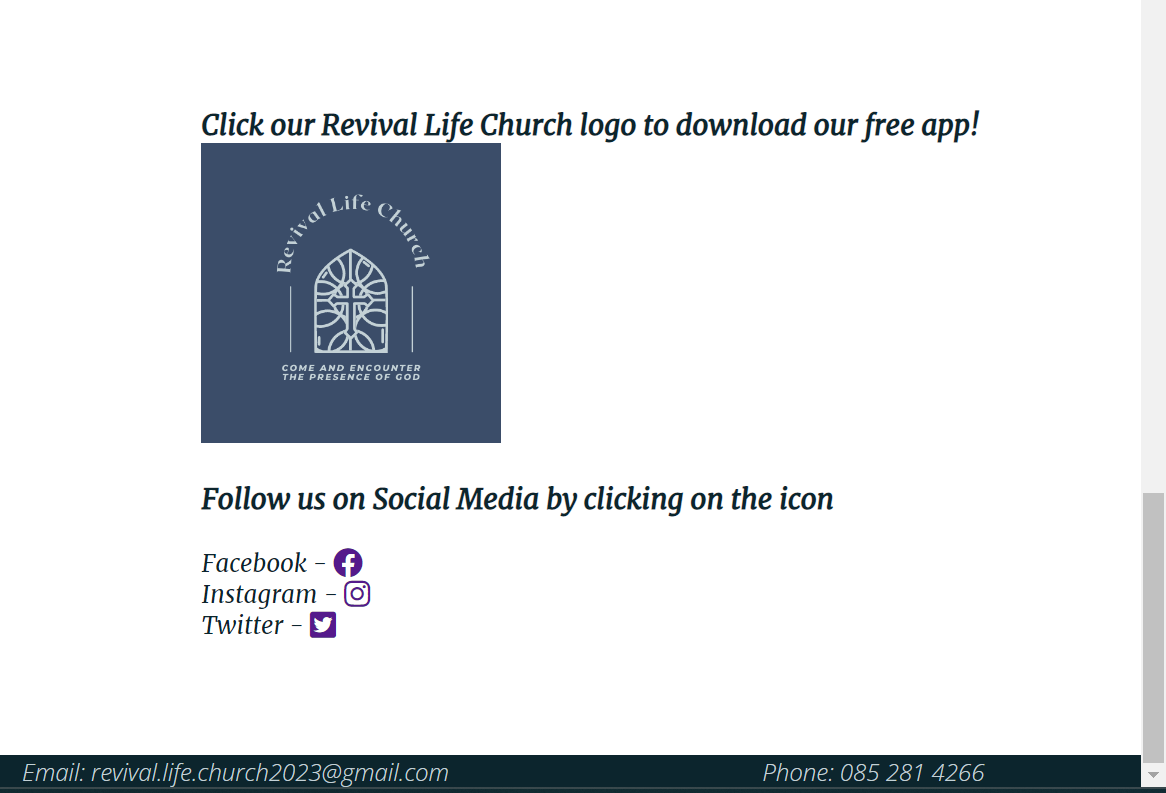 Click our Revival Life Church logo to download our free app!
Revival Life Church
COME AND ENCOUNTER
THE PRESENCE OF GOD
Follow us on Social Media by clicking on the icon
Facebook -
Instagram -
Twitter -
Email: revival.life.church2023@gmail.com
Phone: 085 281 4266